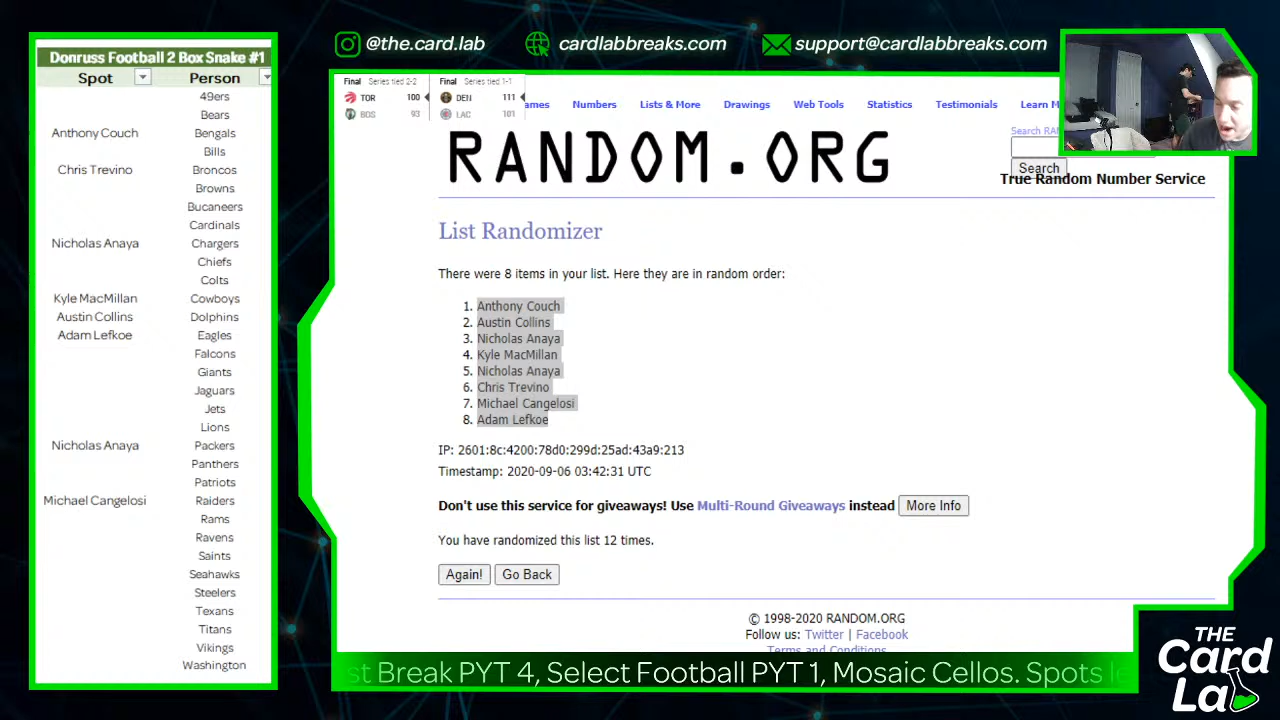 @the.card.lab
cardlabbreaks.com
support@cardlabbreaks.com
Donruss Football 2 Box Snake #1
Spot Person
49ers
Bears
Anthony Couch Bengals
Bills
Chris Trevino Broncos
Browns
Bucaneers
Cardinals
Nicholas Anaya Chargers
Chiefs
Colts
Kyle MacMillan Cowboys
Austin Collins Dolphins
Adam Lefkoe Eagles
Falcons
Giants
Jaguars
Jets
Lions
Nicholas Anaya Packers
Panthers
Patriots
Michael Cangelosi Raiders
Rams
Ravens
Saints
Seahawks
Steelers
Texans
Titans
Vikings
Washington
Final Series tied 2-2
TOR 100
BOS 93
Final Series tied 1-1
DEN 111
LAC 101
ames Numbers Lists & More Drawings Web Tools Statistics Testimonials Learn M
RANDOM.ORG
Search RAN
Search
True Random Number Service
List Randomizer
There were 8 items in your list. Here they are in random order:
1. Anthony Couch
2. Austin Collins
3. Nicholas Anaya
4. Kyle MacMillan
5. Nicholas Anaya
6. Chris Trevino
7. Michael Cangelosi
8. Adam Lefkoe
IP: 2601:8c:4200:78d0:299d:25ad:43a9:213
Timestamp: 2020-09-06 03:42:31 UTC
Don't use this service for giveaways! Use Multi-Round Giveaways instead More Info
You have randomized this list 12 times.
Again! Go Back
© 1998-2020 RANDOM.ORG
Follow us: Twitter | Facebook
Terms and Conditions
st Break PYT 4, Select Football PYT 1, Mosaic Cellos. Spots le
THE
Card
Lab